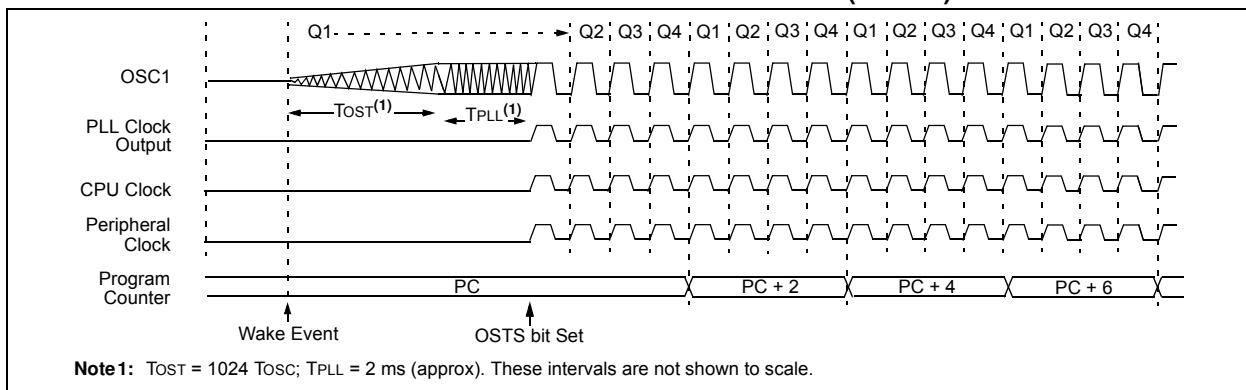 Q1 Q2 Q3 Q4 Q1 Q2 Q3 Q4 Q1 Q2 Q3 Q4 Q1 Q2 Q3 Q4
OSC1
TOST(1) TPLL(1)
PLL Clock
Output
CPU Clock
Peripheral
Clock
Program
Counter
PC PC + 2 PC + 4 PC + 6
Wake Event OSTS bit Set
Note1: TOST = 1024 TOSC; TPLL = 2 ms (approx). These intervals are not shown to scale.